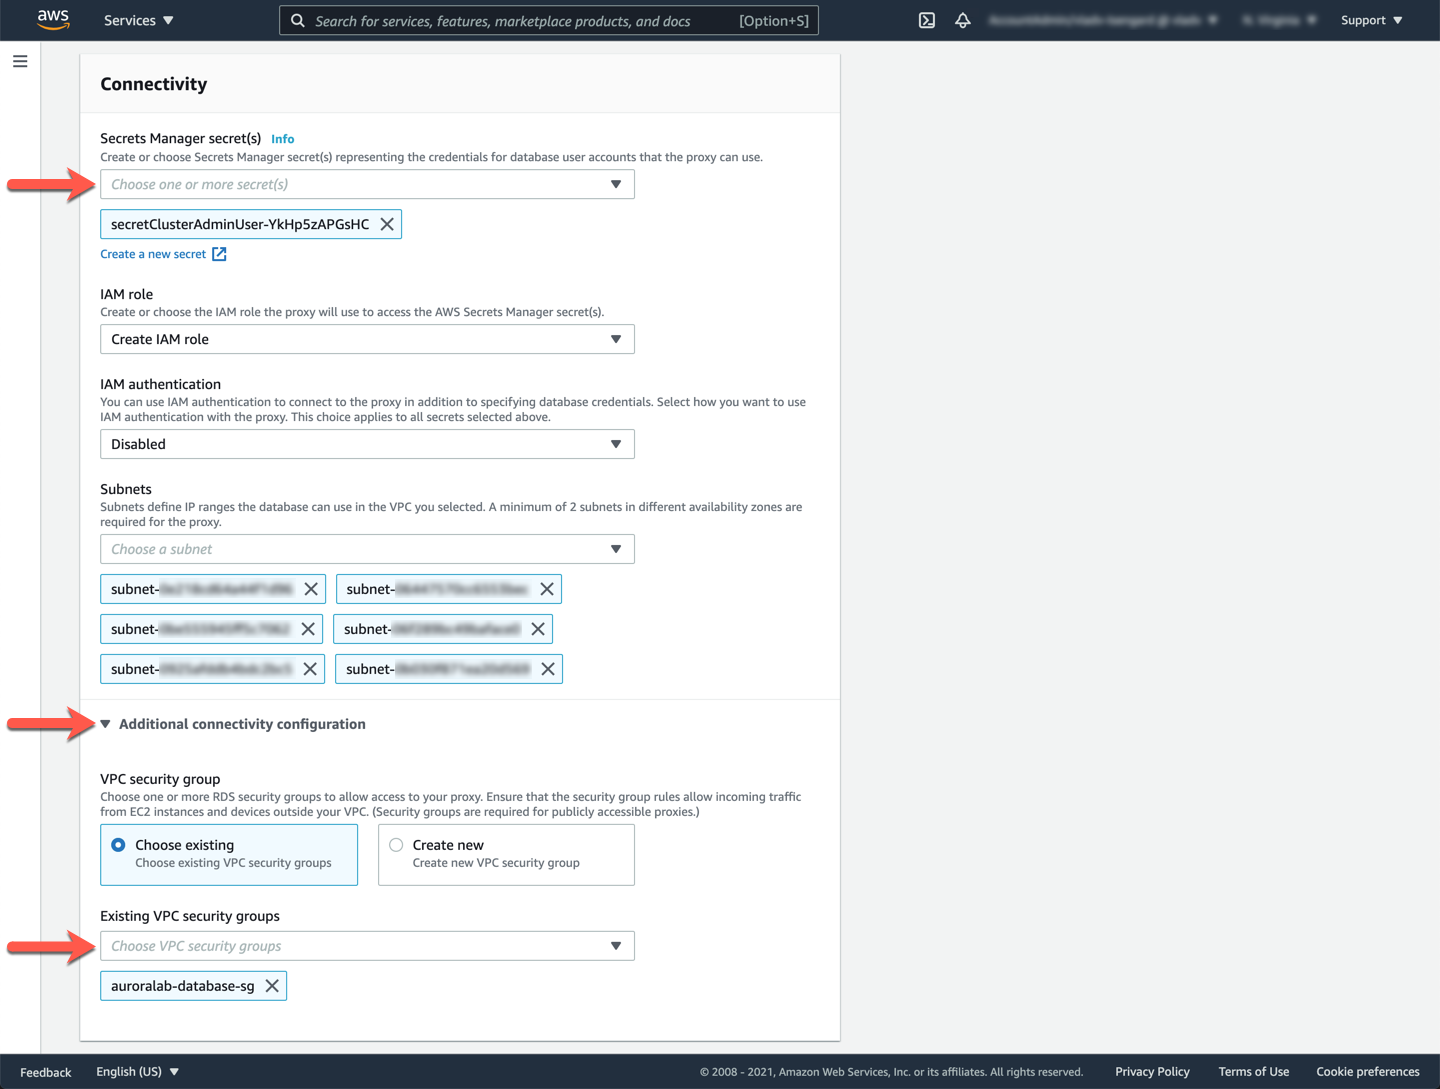 aws
Services
Search for services, features, marketplace products, and docs
[Option+S]
Support
Connectivity
Secrets Manager secret(s) Info
Create or choose Secrets Manager secret(s) representing the credentials for database user accounts that the proxy can use.
Choose one or more secret(s)
secretClusterAdminUser-YkHp5zAPGsHC
Create a new secret
IAM role
Create or choose the IAM role the proxy will use to access the AWS Secrets Manager secret(s).
Create IAM role
IAM authentication
You can use IAM authentication to connect to the proxy in addition to specifying database credentials. Select how you want to use
IAM authentication with the proxy. This choice applies to all secrets selected above.
Disabled
Subnets
Subnets define IP ranges the database can use in the VPC you selected. A minimum of 2 subnets in different availability zones are
required for the proxy.
Choose a subnet
subnet-
subnet-
subnet-
subnet-
subnet-
subnet-
Additional connectivity configuration
VPC security group
Choose one or more RDS security groups to allow access to your proxy. Ensure that the security group rules allow incoming traffic
from EC2 instances and devices outside your VPC. (Security groups are required for publicly accessible proxies.)
Choose existing
Choose existing VPC security groups
Create new
Create new VPC security group
Existing VPC security groups
Choose VPC security groups
auroralab-database-sg
Feedback
English (US)
© 2008 - 2021, Amazon Web Services, Inc. or its affiliates. All rights reserved.
Privacy Policy
Terms of Use
Cookie preferences